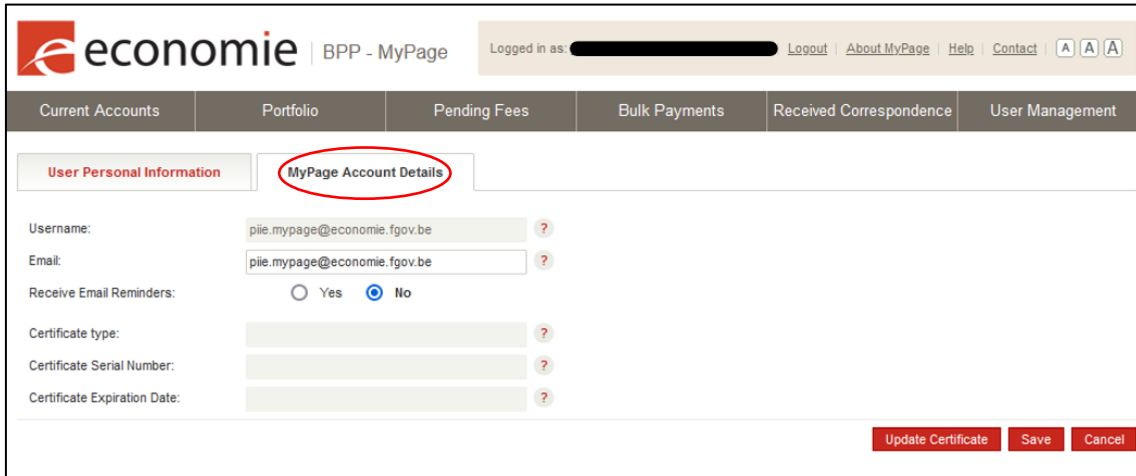 economie BPP - MyPage Logged in as: Logout About MyPage Help Contact A A A
Current Accounts Portfolio Pending Fees Bulk Payments Received Correspondence User Management
User Personal Information MyPage Account Details
Username: piie.mypage@economie.fgov.be ?
Email: piie.mypage@economie.fgov.be ?
Receive Email Reminders: Yes No
Certificate type: ?
Certificate Serial Number: ?
Certificate Expiration Date: ?
Update Certificate Save Cancel